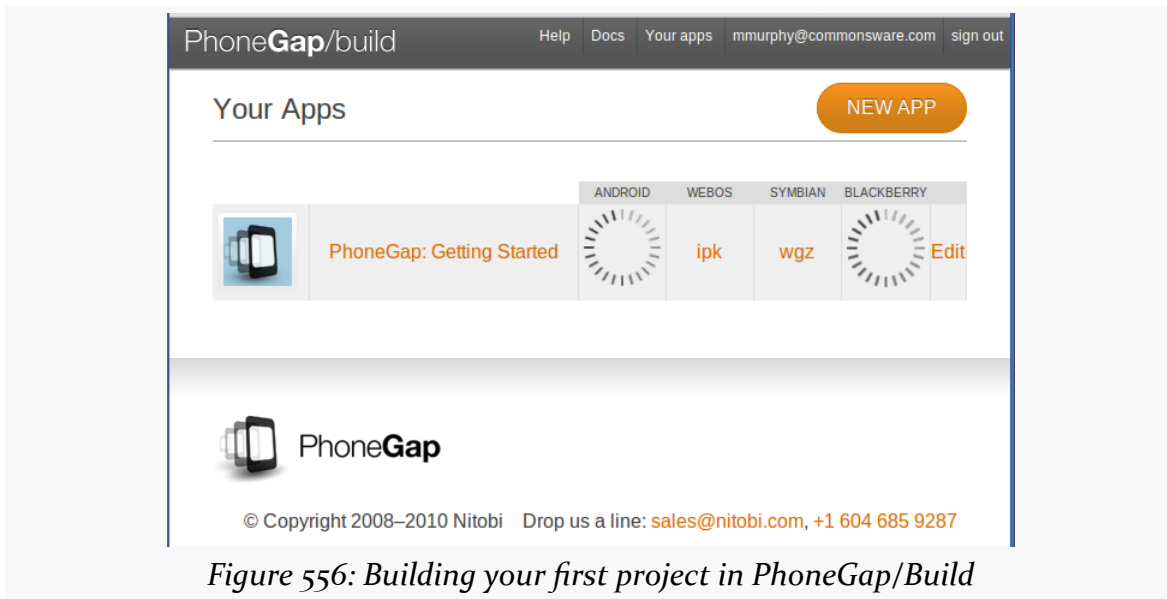 PhoneGap/build Help Docs Your apps mmurphy@commonsware.com sign out
Your Apps NEW APP
ANDROID WEBOS SYMBIAN BLACKBERRY
PhoneGap: Getting Started ipk wgz Edit
PhoneGap
© Copyright 2008–2010 Nitobi Drop us a line: sales@nitobi.com, +1 604 685 9287
Figure 556: Building your first project in PhoneGap/Build